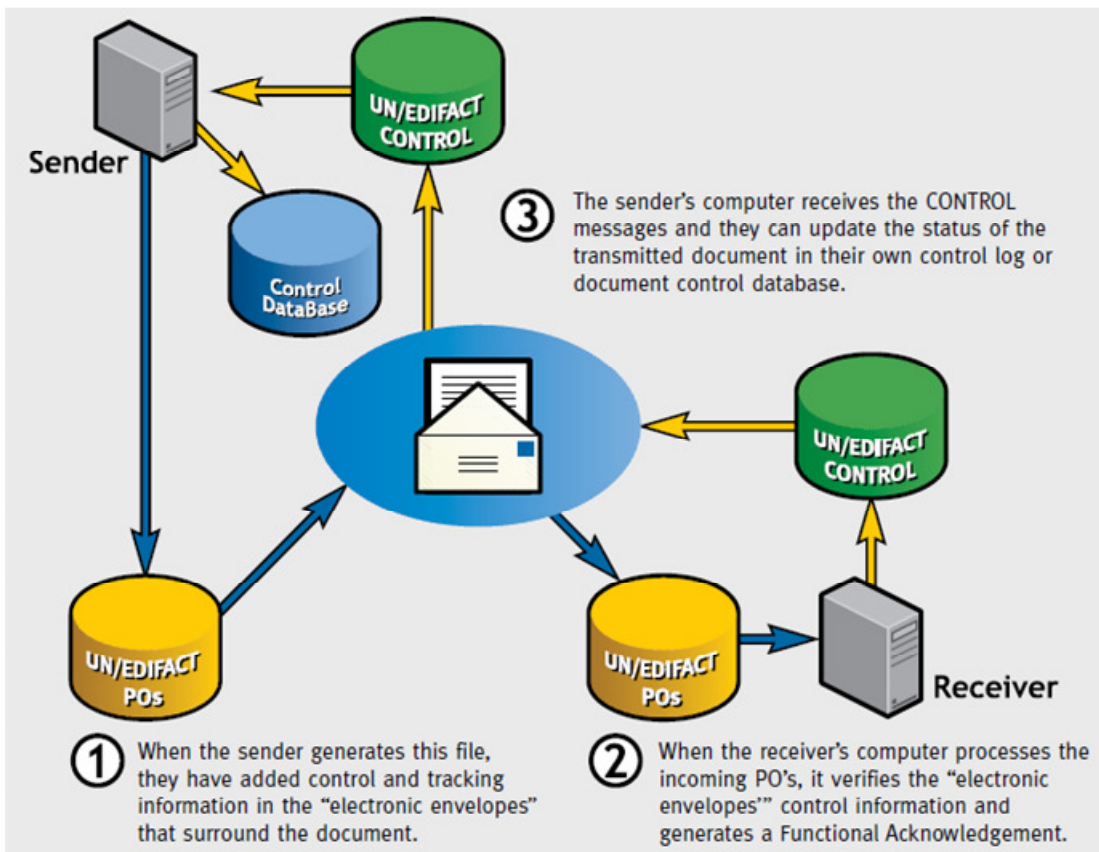 UN/EDIFACT
CONTROL
Sender
Control
DataBase
3
The sender's computer receives the CONTROL
messages and they can update the status of the
transmitted document in their own control log or
document control database.
UN/EDIFACT
CONTROL
UN/EDIFACT
POs
UN/EDIFACT
POs
Receiver
1
When the sender generates this file,
they have added control and tracking
information in the “electronic envelopes”
that surround the document.
2
When the receiver's computer processes the
incoming PO's, it verifies the “electronic
envelopes'” control information and
generates a Functional Acknowledgement.